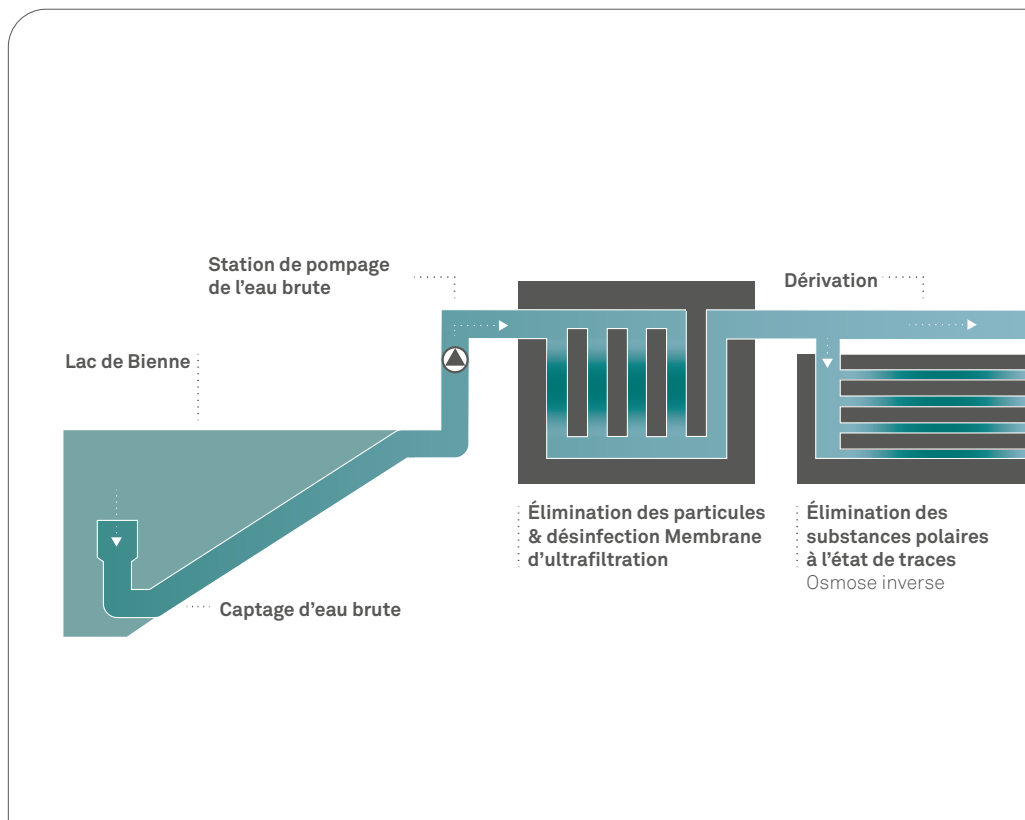 Station de pompage
de l’eau brute
Dérivation
Lac de Bienne
Élimination des particules
& désinfection Membrane
d’ultrafiltration
Élimination des
substances polaires
à l’état de traces
Osmose inverse
Captage d’eau brute